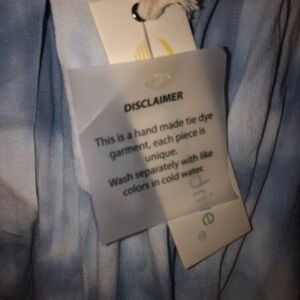 DISCLAIMER
This is a hand made tie dye
garment, each piece is
unique.
Wash separately with like
colors in cold water.